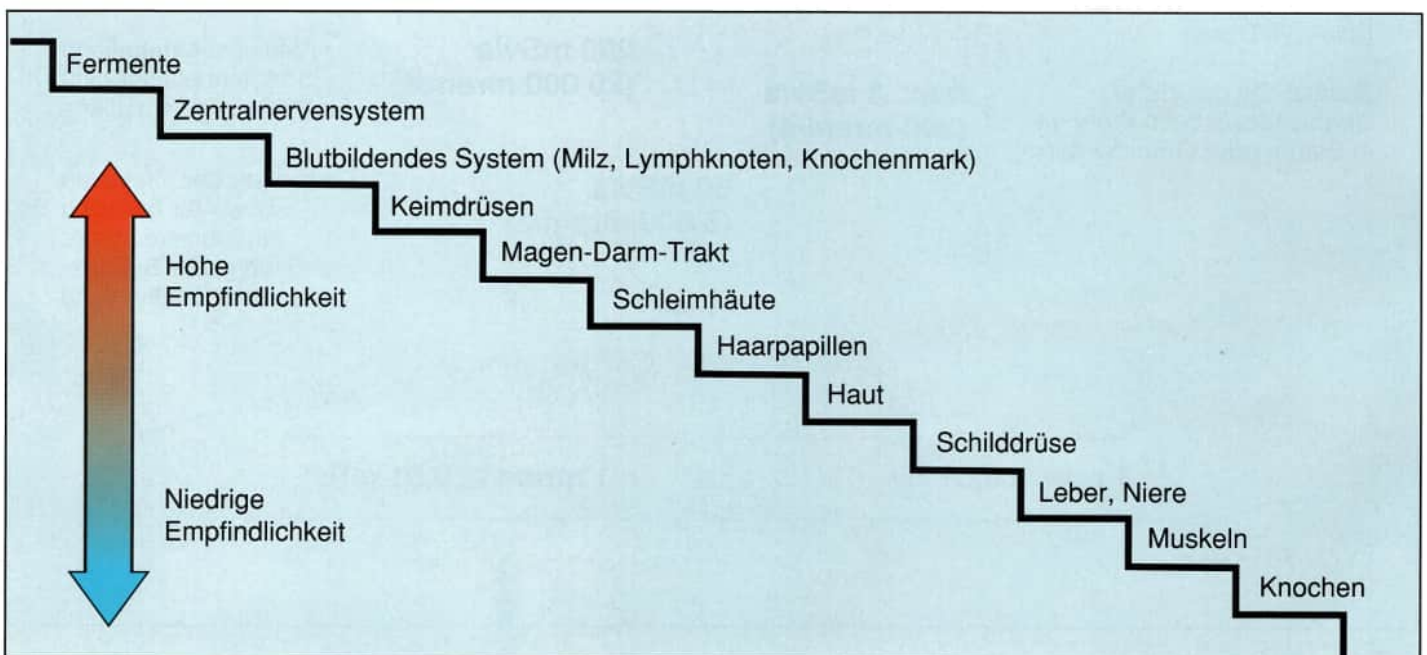 Fermente
Zentralnervensystem
Blutbildendes System (Milz, Lymphknoten, Knochenmark)
Keimdrüsen
Magen-Darm-Trakt
Schleimhäute
Haarpapillen
Haut
Schilddrüse
Leber, Niere
Muskeln
Knochen
Hohe
Empfindlichkeit
Niedrige
Empfindlichkeit